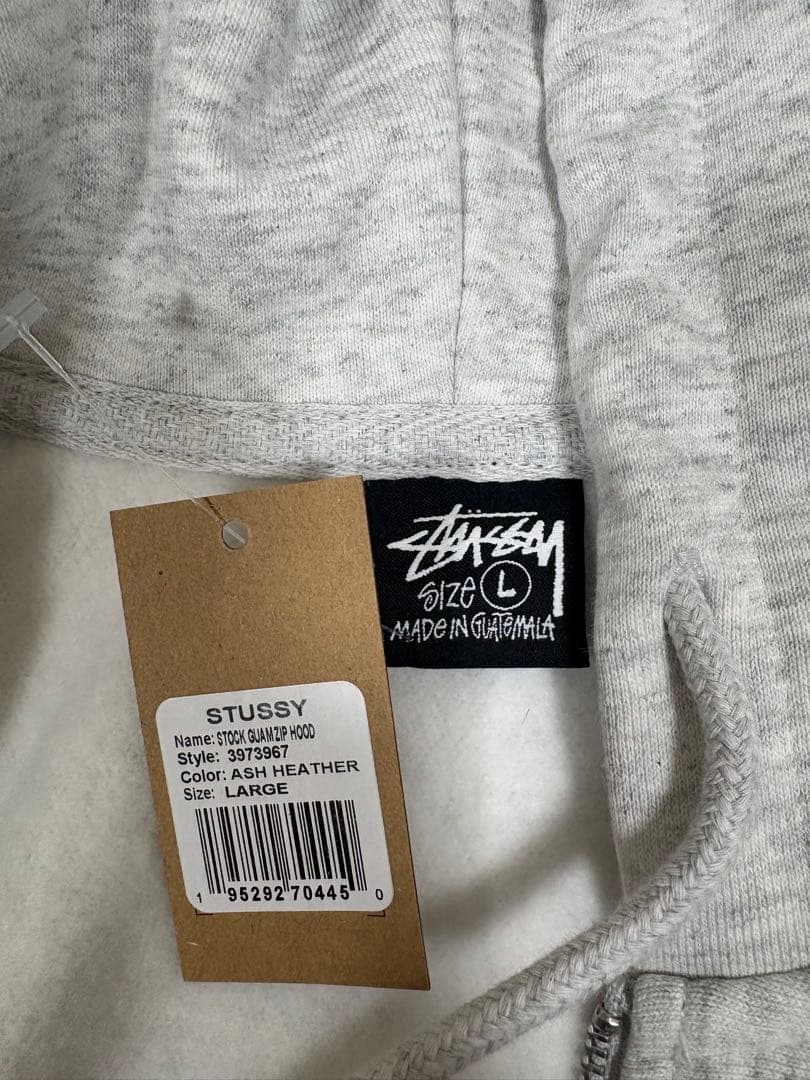 STÜSSY
SIZE L
MADE IN GUATEMALA
STUSSY
Name: STOCK GUAM ZIP HOOD
Style: 3973967
Color: ASH HEATHER
Size: LARGE
1 95292 70445 0